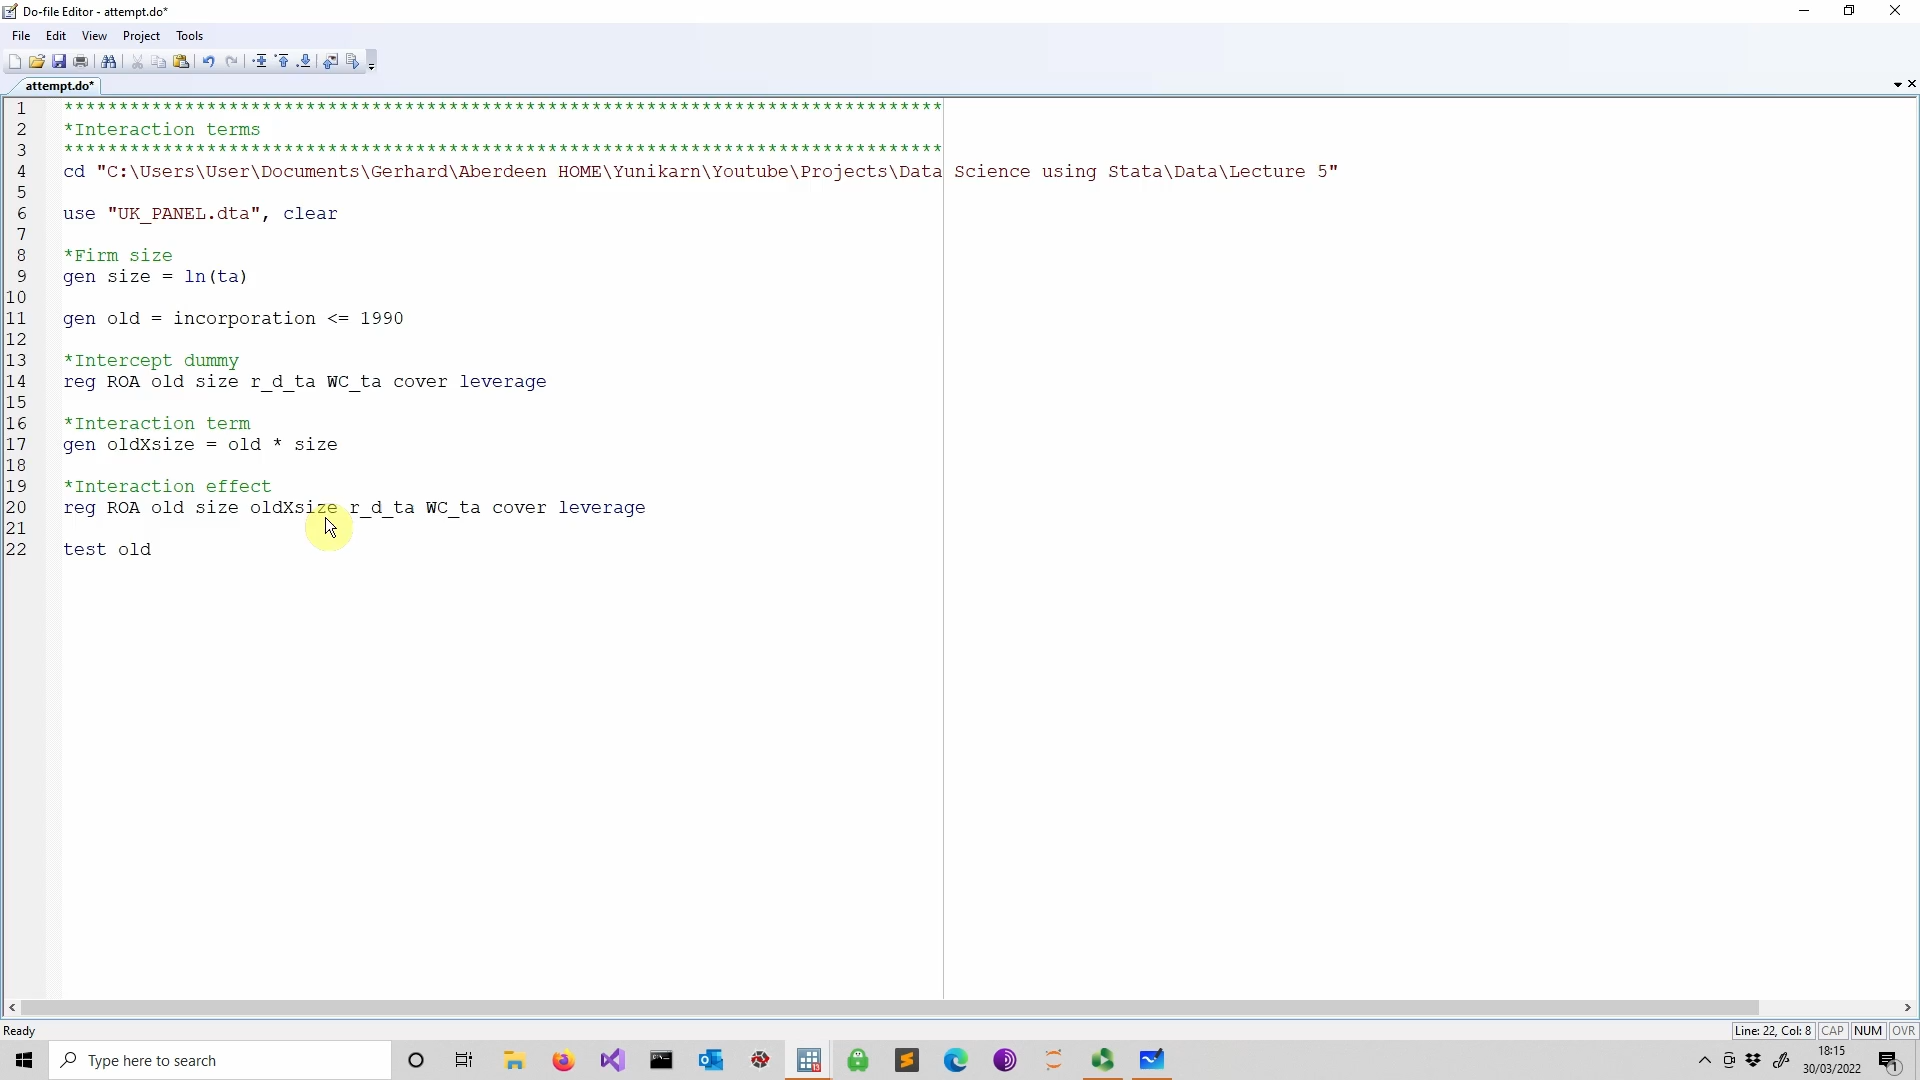 Do-file Editor - attempt.do*
File Edit View Project Tools
attempt.do*
1 ********************************************************************************
2 *Interaction terms
3 ********************************************************************************
4 cd "C:\Users\User\Documents\Gerhard\Aberdeen HOME\Yunikarn\Youtube\Projects\Data Science using Stata\Data\Lecture 5"
5
6 use "UK_PANEL.dta", clear
7
8 *Firm size
9 gen size = ln(ta)
10
11 gen old = incorporation <= 1990
12
13 *Intercept dummy
14 reg ROA old size r_d_ta WC_ta cover leverage
15
16 *Interaction term
17 gen oldXsize = old * size
18
19 *Interaction effect
20 reg ROA old size oldXsize r_d_ta WC_ta cover leverage
21
22 test old
Ready
Line: 22, Col: 8 CAP NUM OVR
Type here to search
18:15
30/03/2022
1